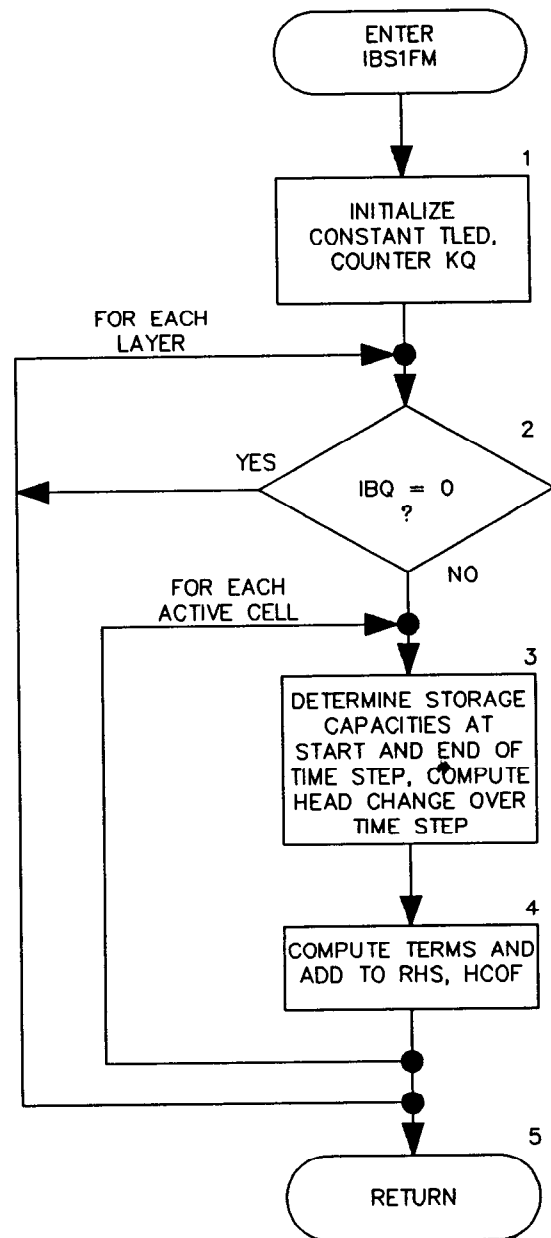 ENTER
IBS1FM
1
INITIALIZE
CONSTANT TLED,
COUNTER KQ
FOR EACH
LAYER
2
YES
IBQ = 0
?
NO
FOR EACH
ACTIVE CELL
3
DETERMINE STORAGE
CAPACITIES AT
START AND END OF
TIME STEP, COMPUTE
HEAD CHANGE OVER
TIME STEP
4
COMPUTE TERMS AND
ADD TO RHS, HCOF
5
RETURN